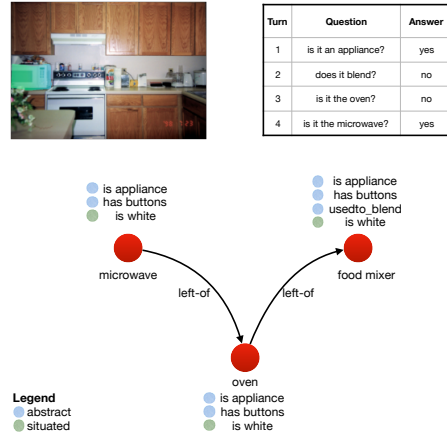 Turn Question Answer
1 is it an appliance? yes
2 does it blend? no
3 is it the oven? no
4 is it the microwave? yes
is appliance
has buttons
is white
microwave
is appliance
has buttons
usedto_blend
is white
food mixer
left-of
left-of
oven
is appliance
has buttons
is white
Legend
abstract
situated